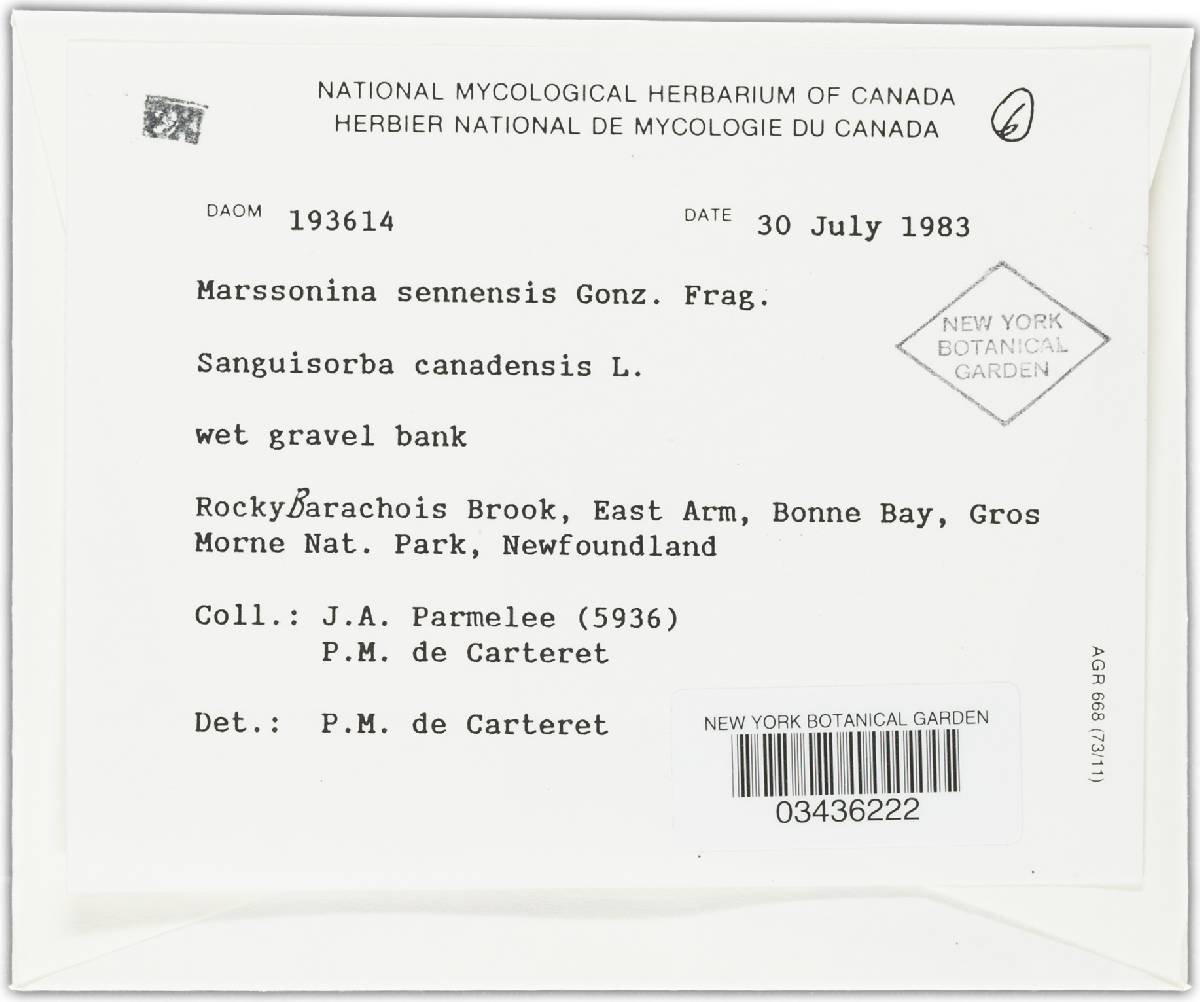 NATIONAL MYCOLOGICAL HERBARIUM OF CANADA
HERBIER NATIONAL DE MYCOLOGIE DU CANADA
DAOM 193614
DATE 30 July 1983
Marssonina sennensis Gonz. Frag.
NEW YORK
BOTANICAL
GARDEN
Sanguisorba canadensis L.
wet gravel bank
Rocky Barachois Brook, East Arm, Bonne Bay, Gros
Morne Nat. Park, Newfoundland
Coll.: J.A. Parmelee (5936)
P.M. de Carteret
Det.: P.M. de Carteret
NEW YORK BOTANICAL GARDEN
03436222
AGR 668 (73/11)